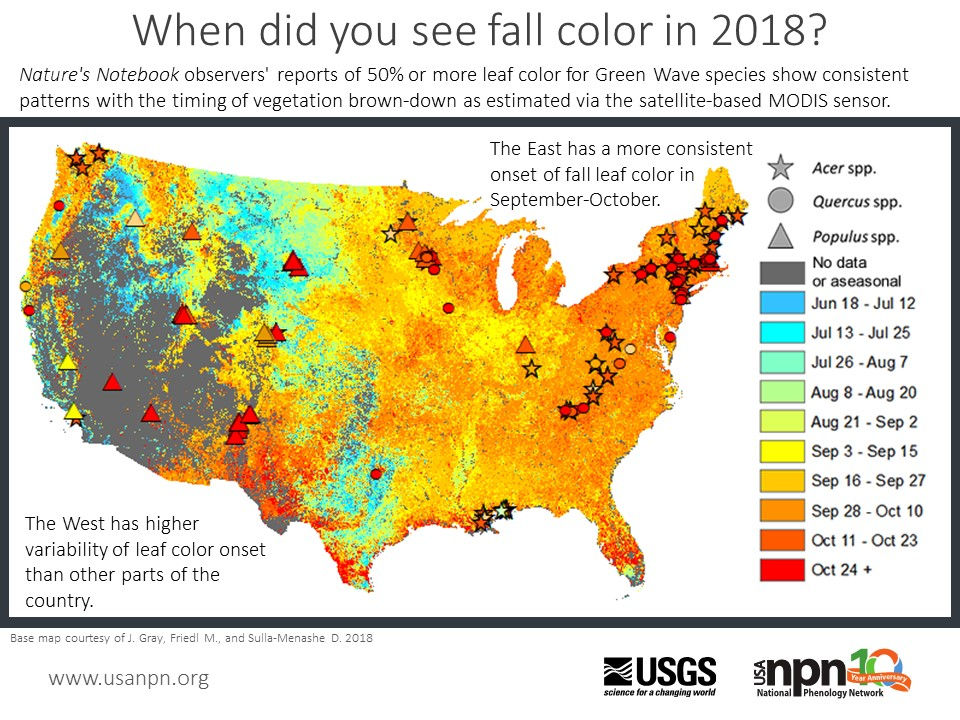 When did you see fall color in 2018?
Nature's Notebook observers' reports of 50% or more leaf color for Green Wave species show consistent
patterns with the timing of vegetation brown-down as estimated via the satellite-based MODIS sensor.
The East has a more consistent
onset of fall leaf color in
September-October.
Acer spp.
Quercus spp.
Populus spp.
No data
or aseasonal
Jun 18 - Jul 12
Jul 13 - Jul 25
Jul 26 - Aug 7
Aug 8 - Aug 20
Aug 21 - Sep 2
Sep 3 - Sep 15
Sep 16 - Sep 27
Sep 28 - Oct 10
Oct 11 - Oct 23
Oct 24 +
The West has higher
variability of leaf color onset
than other parts of the
country.
Base map courtesy of J. Gray, Friedl M., and Sulla-Menashe D. 2018
www.usanpn.org
USGS
science for a changing world
USA npn 10
Year Anniversary
National Phenology Network